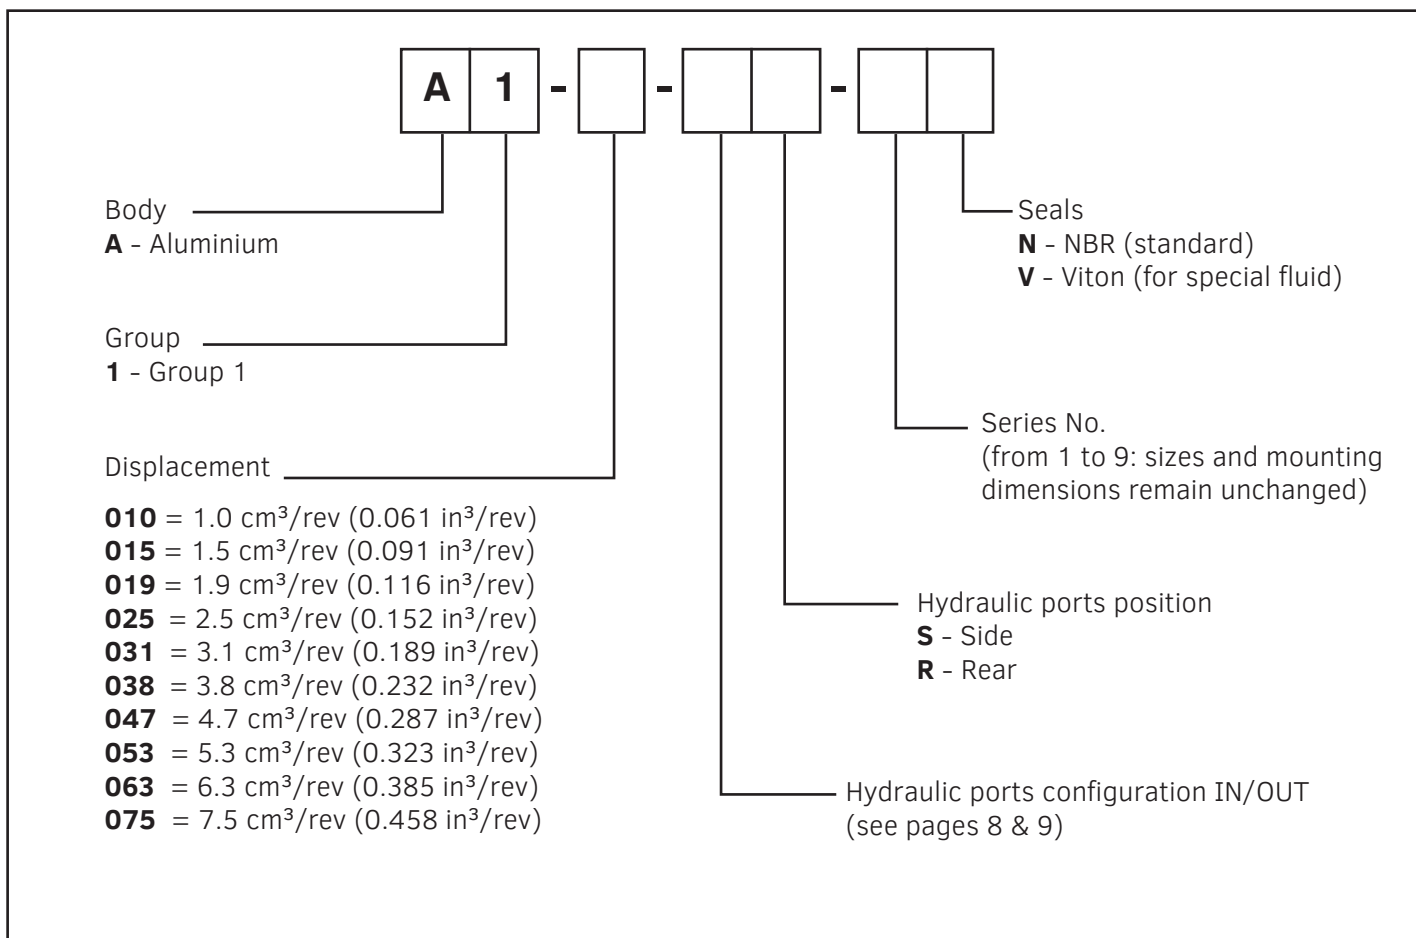 A 1 - - -
Body
A - Aluminium
Group
1 - Group 1
Displacement
010 = 1.0 cm³/rev (0.061 in³/rev)
015 = 1.5 cm³/rev (0.091 in³/rev)
019 = 1.9 cm³/rev (0.116 in³/rev)
025 = 2.5 cm³/rev (0.152 in³/rev)
031 = 3.1 cm³/rev (0.189 in³/rev)
038 = 3.8 cm³/rev (0.232 in³/rev)
047 = 4.7 cm³/rev (0.287 in³/rev)
053 = 5.3 cm³/rev (0.323 in³/rev)
063 = 6.3 cm³/rev (0.385 in³/rev)
075 = 7.5 cm³/rev (0.458 in³/rev)
Seals
N - NBR (standard)
V - Viton (for special fluid)
Series No.
(from 1 to 9: sizes and mounting
dimensions remain unchanged)
Hydraulic ports position
S - Side
R - Rear
Hydraulic ports configuration IN/OUT
(see pages 8 & 9)